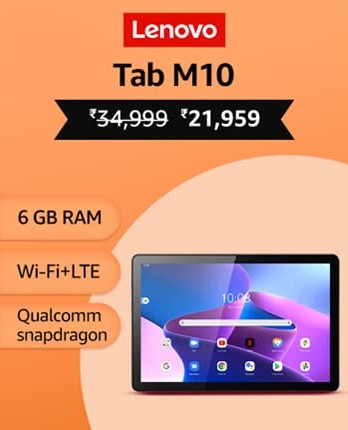 Lenovo
Tab M10
₹34,999 ₹21,959
6 GB RAM
Wi-Fi+LTE
Qualcomm
snapdragon
10:08